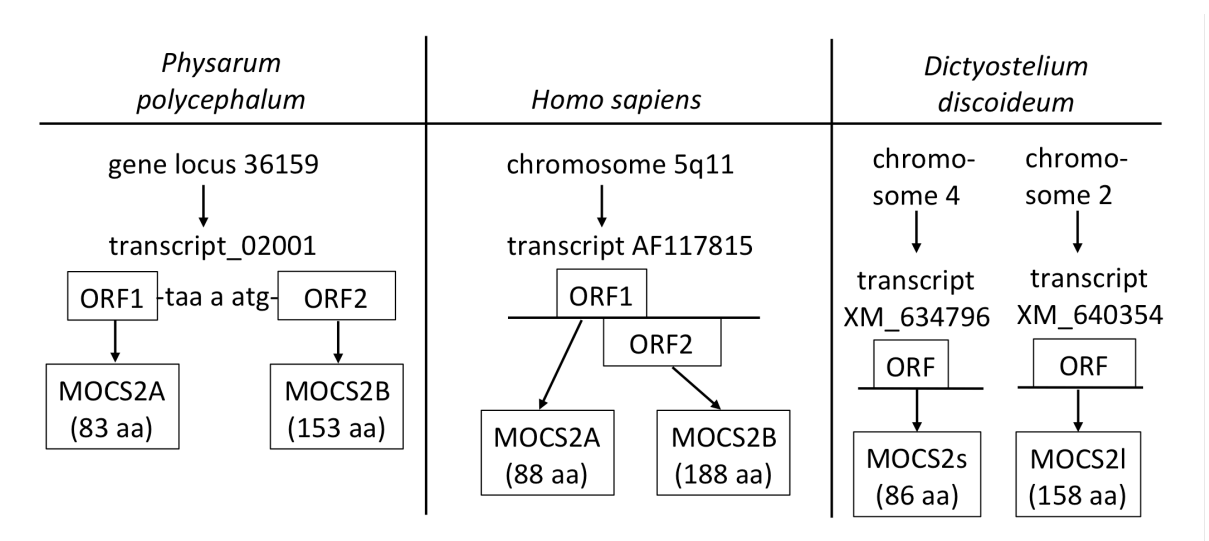 Physarum
polycephalum
gene locus 36159
transcript_02001
ORF1 -taa a atg- ORF2
MOCS2A
(83 aa)
MOCS2B
(153 aa)
Homo sapiens
chromosome 5q11
transcript AF117815
ORF1
ORF2
MOCS2A
(88 aa)
MOCS2B
(188 aa)
Dictyostelium
discoideum
chromo-
some 4
transcript
XM_634796
ORF
MOCS2s
(86 aa)
chromo-
some 2
transcript
XM_640354
ORF
MOCS2l
(158 aa)